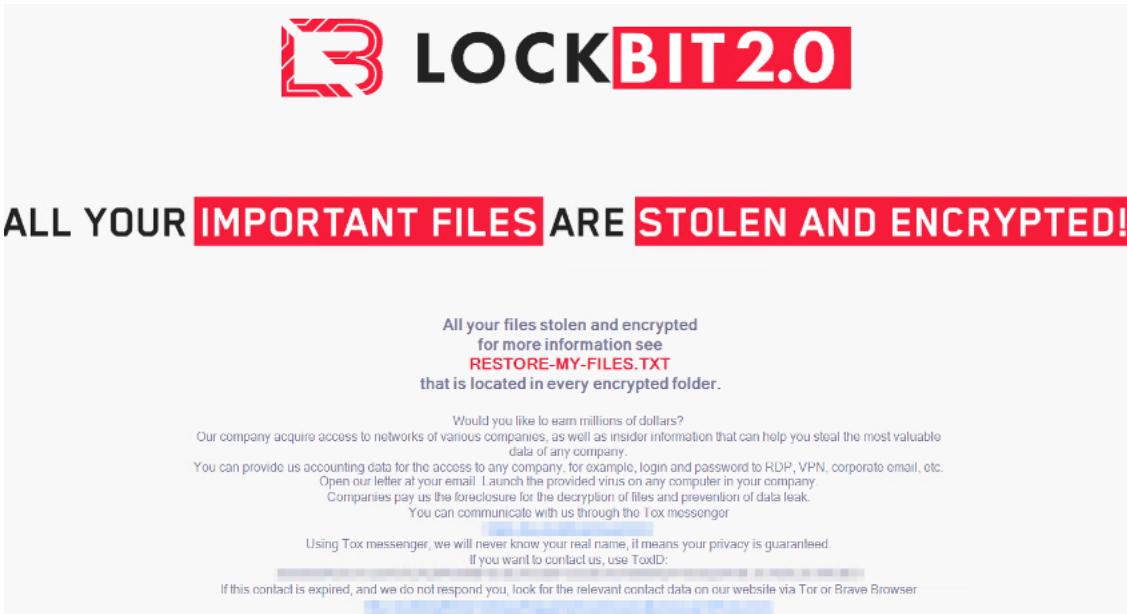 LOCKBIT 2.0
ALL YOUR IMPORTANT FILES ARE STOLEN AND ENCRYPTED!
All your files stolen and encrypted
for more information see
RESTORE-MY-FILES.TXT
that is located in every encrypted folder.
Would you like to earn millions of dollars?
Our company acquire access to networks of various companies, as well as insider information that can help you steal the most valuable
data of any company.
You can provide us accounting data for the access to any company, for example, login and password to RDP, VPN, corporate email, etc.
Open our letter at your email. Launch the provided virus on any computer in your company.
Companies pay us the foreclosure for the decryption of files and prevention of data leak.
You can communicate with us through the Tox messenger
Using Tox messenger, we will never know your real name, it means your privacy is guaranteed.
If you want to contact us, use ToxID:
If this contact is expired, and we do not respond you, look for the relevant contact data on our website via Tor or Brave Browser